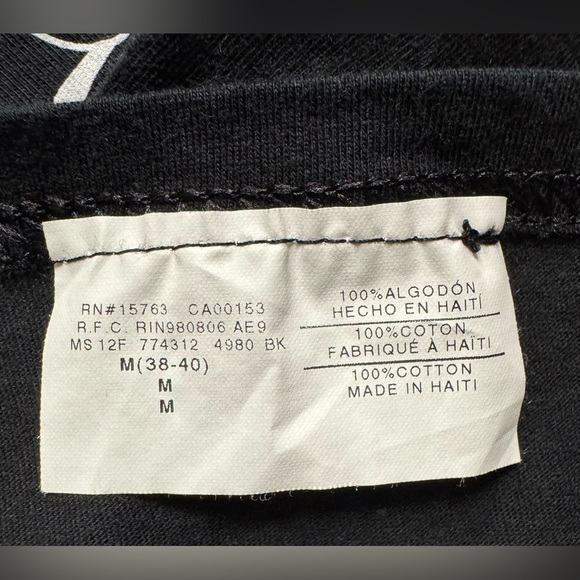 RN#15763 CA00153
R.F.C. RIN980806 AE9
MS 12F 774312 4980 BK
M(38-40)
M
M
100%ALGODÓN
HECHO EN HAITÍ
100%COTON
FABRIQUÉ À HAÏTI
100%COTTON
MADE IN HAITI